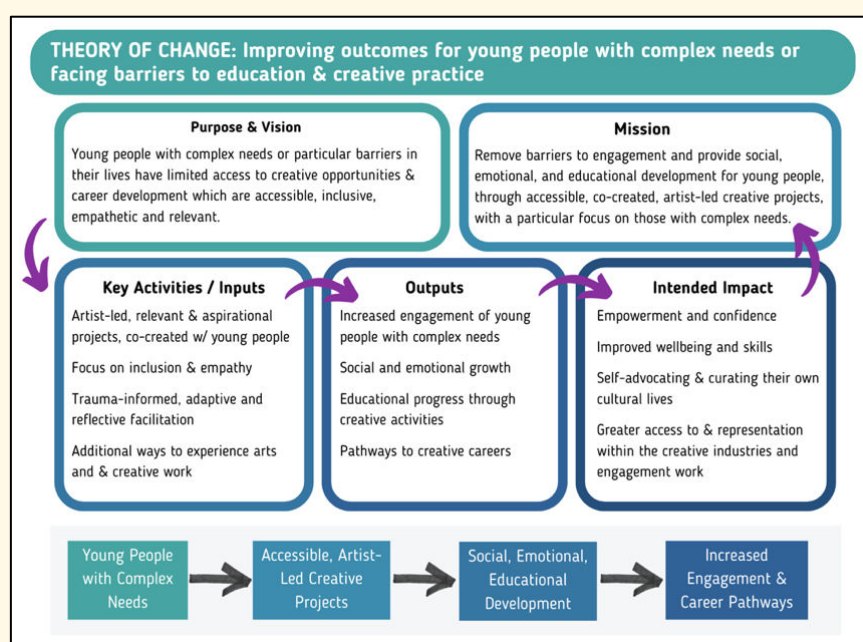 THEORY OF CHANGE: Improving outcomes for young people with complex needs or
facing barriers to education & creative practice
Purpose & Vision
Young people with complex needs or particular barriers in
their lives have limited access to creative opportunities &
career development which are accessible, inclusive,
empathetic and relevant.
Mission
Remove barriers to engagement and provide social,
emotional, and educational development for young people,
through accessible, co-created, artist-led creative projects,
with a particular focus on those with complex needs.
Key Activities / Inputs
Artist-led, relevant & aspirational
projects, co-created w/ young people
Focus on inclusion & empathy
Trauma-informed, adaptive and
reflective facilitation
Additional ways to experience arts
and & creative work
Outputs
Increased engagement of young
people with complex needs
Social and emotional growth
Educational progress through
creative activities
Pathways to creative careers
Intended Impact
Empowerment and confidence
Improved wellbeing and skills
Self-advocating & curating their own
cultural lives
Greater access to & representation
within the creative industries and
engagement work
Young People
with Complex
Needs
Accessible, Artist-
Led Creative
Projects
Social, Emotional,
Educational
Development
Increased
Engagement &
Career Pathways